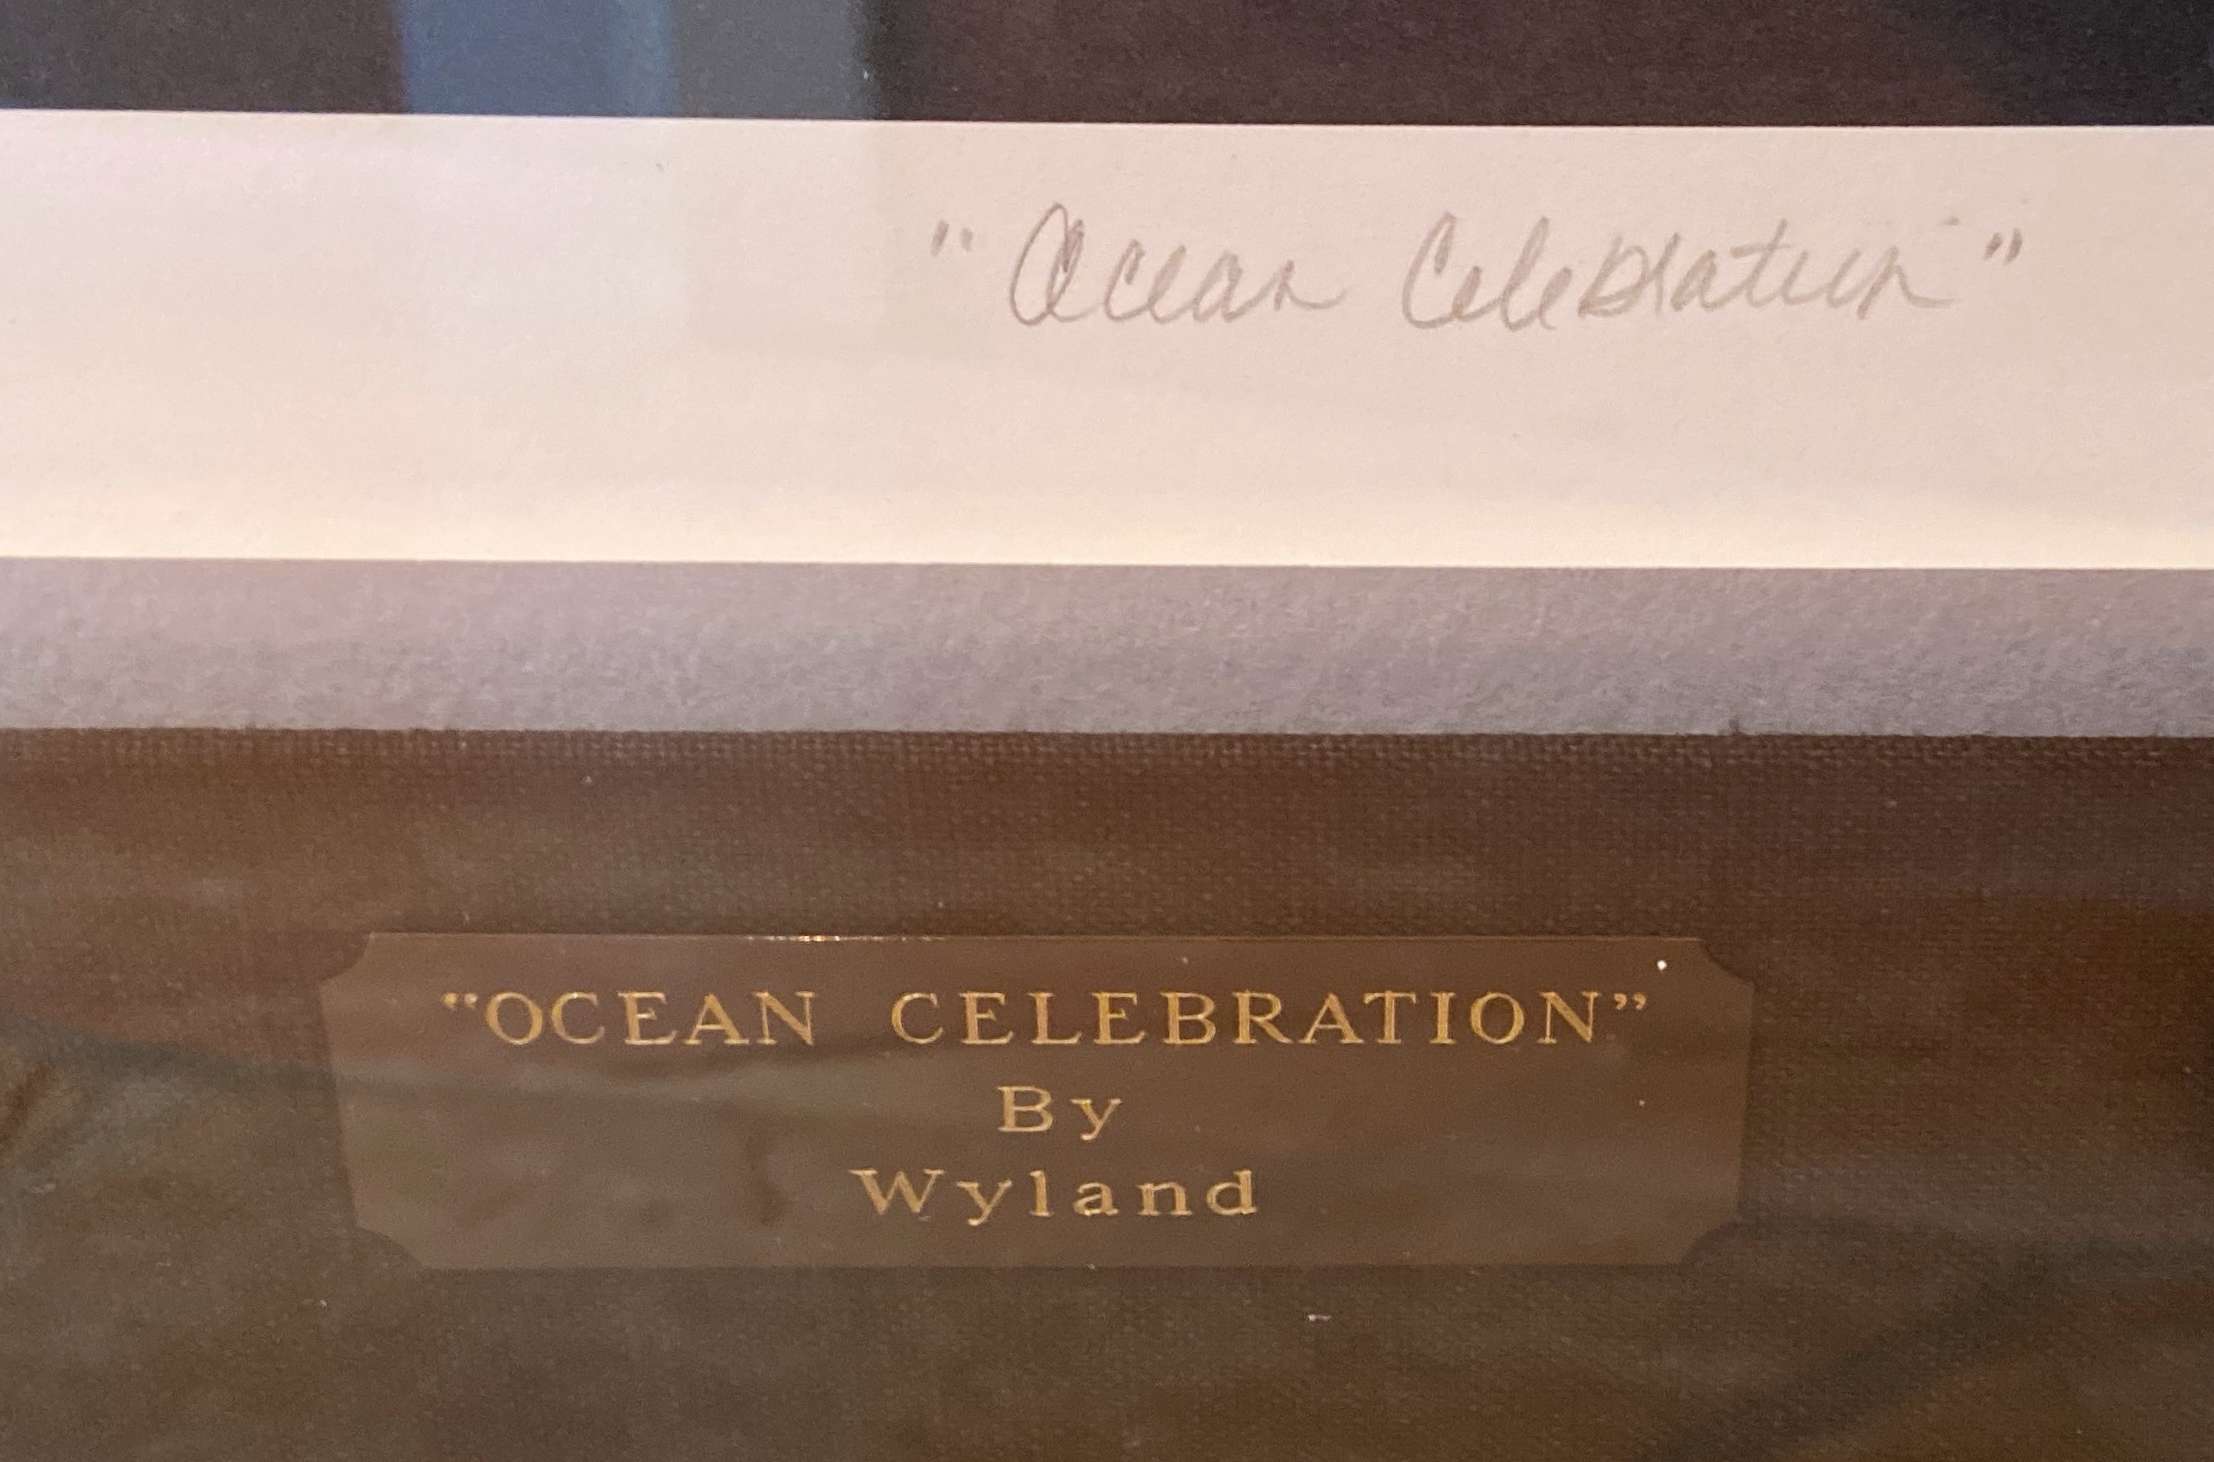 "Ocean Celebration"
"OCEAN CELEBRATION"
By
Wyland